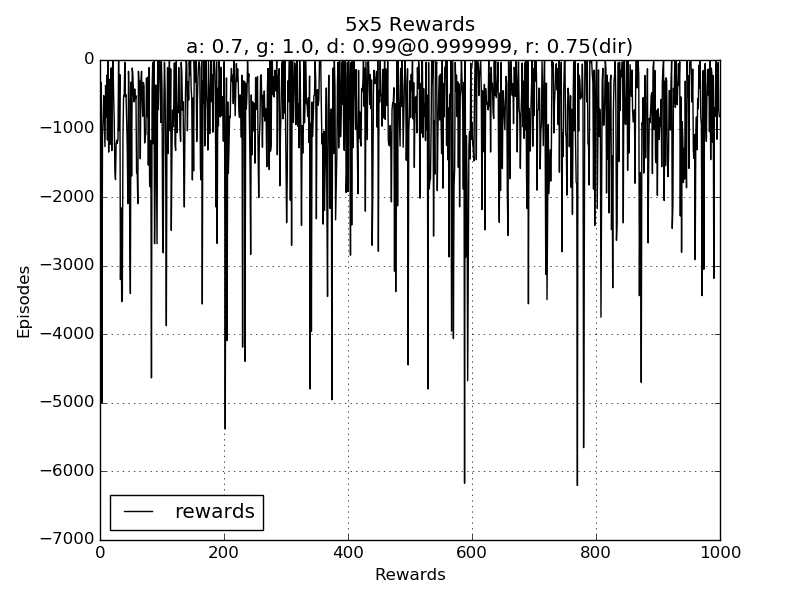 5x5 Rewards
a: 0.7, g: 1.0, d: 0.99@0.999999, r: 0.75(dir)
0
−1000
−2000
−3000
−4000
−5000
−6000
−7000
Episodes
rewards
0 200 400 600 800 1000
Rewards